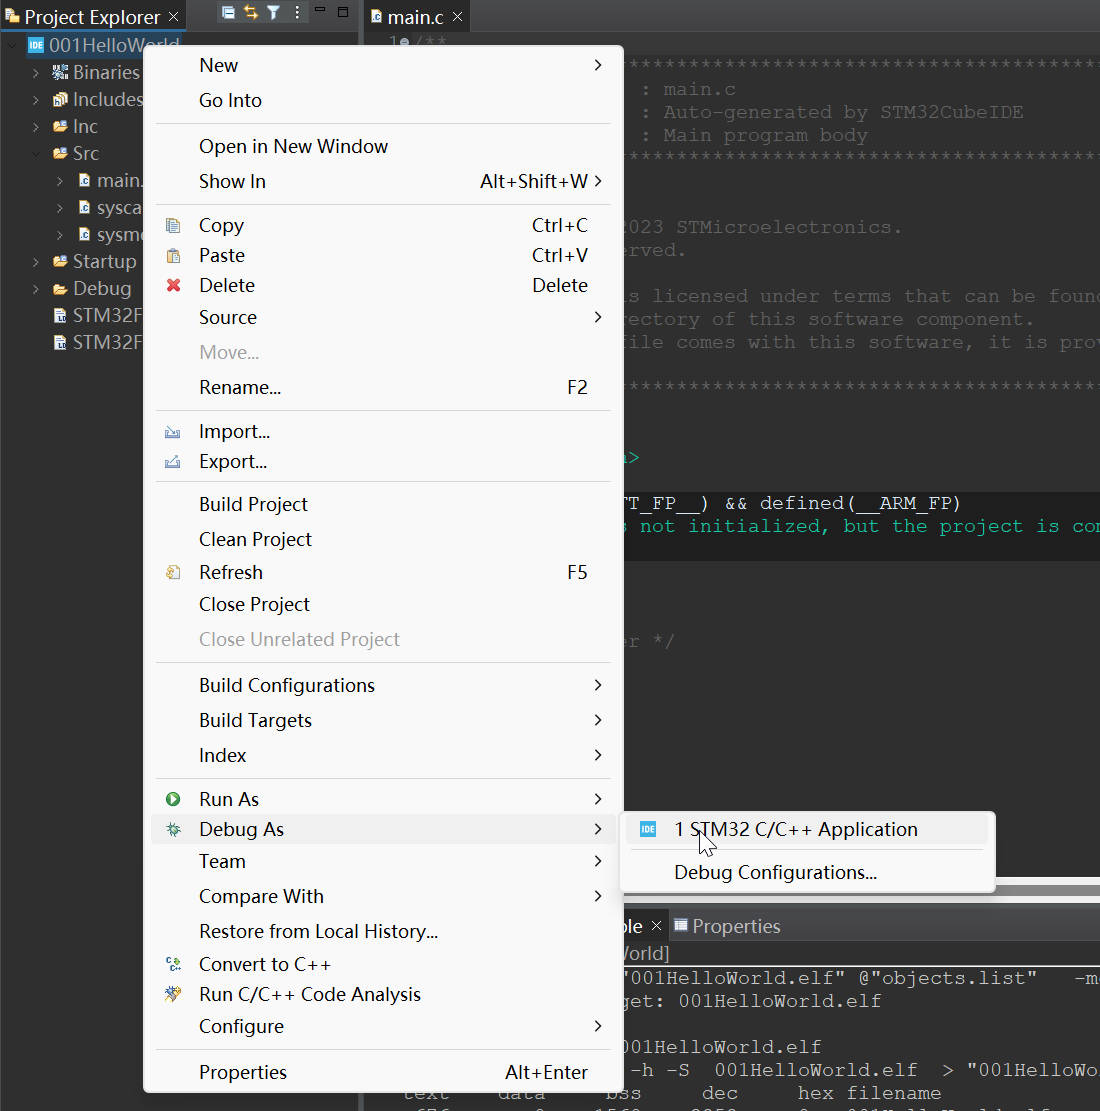 Project Explorer
main.c
001HelloWorld
Binaries
Includes
Inc
Src
main.
sysca
sysm
Startup
Debug
STM32F
STM32F
New
Go Into
Open in New Window
Show In Alt+Shift+W
Copy Ctrl+C
Paste Ctrl+V
Delete Delete
Source
Move...
Rename... F2
Import...
Export...
Build Project
Clean Project
Refresh F5
Close Project
Close Unrelated Project
Build Configurations
Build Targets
Index
Run As
Debug As
Team
Compare With
Restore from Local History...
Convert to C++
Run C/C++ Code Analysis
Configure
Properties Alt+Enter
1 STM32 C/C++ Application
Debug Configurations...
1 /**
******************************************
: main.c
: Auto-generated by STM32CubeIDE
: Main program body
******************************************
2023 STMicroelectronics.
erved.
is licensed under terms that can be foun
rectory of this software component.
file comes with this software, it is prov
******************************************
>
FT_FP__) && defined(__ARM_FP)
s not initialized, but the project is con
er */
ole
Properties
World]
"001HelloWorld.elf" @"objects.list" -m
get: 001HelloWorld.elf
001HelloWorld.elf
-h -S 001HelloWorld.elf > "001HelloWo
text data bss dec hex filename